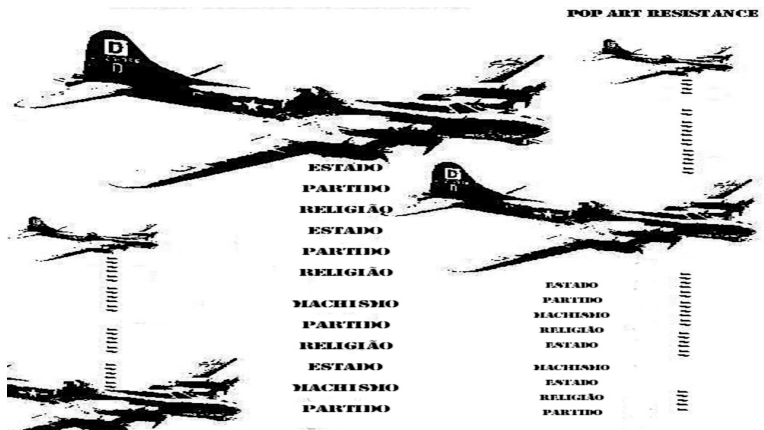 POP ART RESISTANCE
D
D
ESTADO
PARTIDO
RELIGIÃO
ESTADO
PARTIDO
RELIGIÃO
MACHISMO
PARTIDO
RELIGIÃO
ESTADO
MACHISMO
PARTIDO
ESTADO
PARTIDO
MACHISMO
RELIGIÃO
ESTADO
MACHISMO
ESTADO
RELIGIÃO
PARTIDO